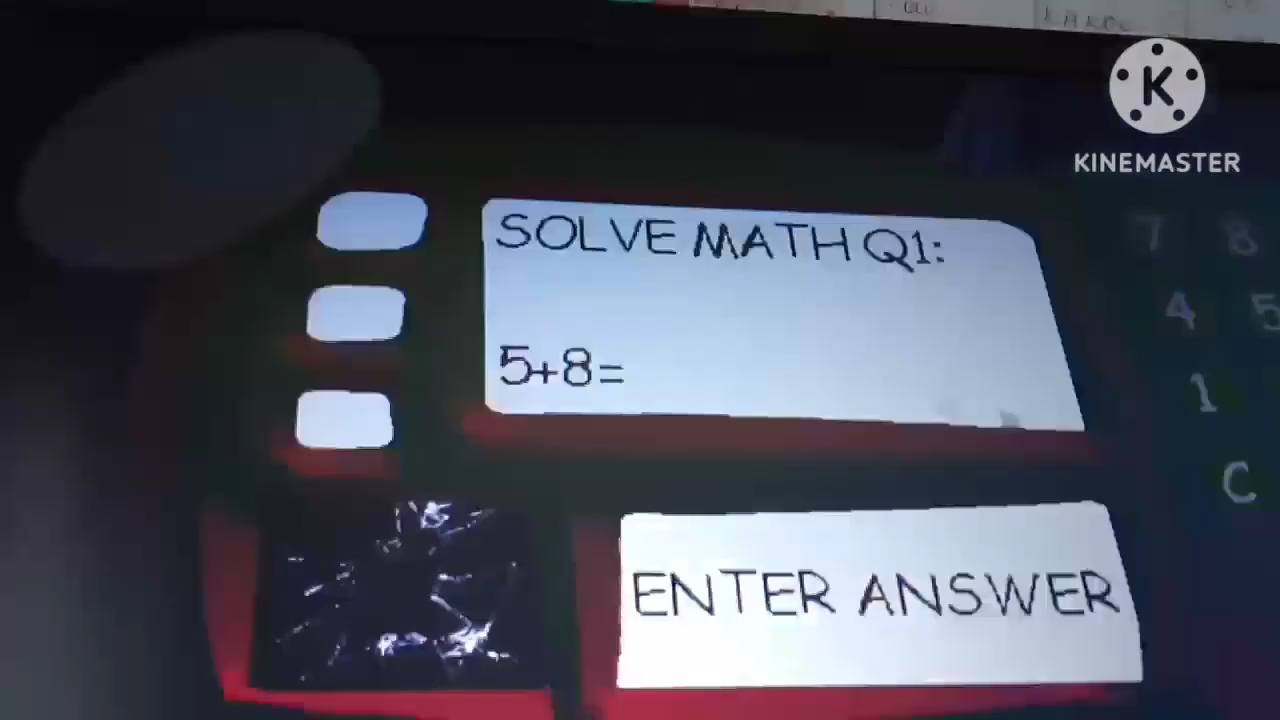 K
KINEMASTER
SOLVE MATH Q1:
5+8=
7 8
4 5
1
C
ENTER ANSWER